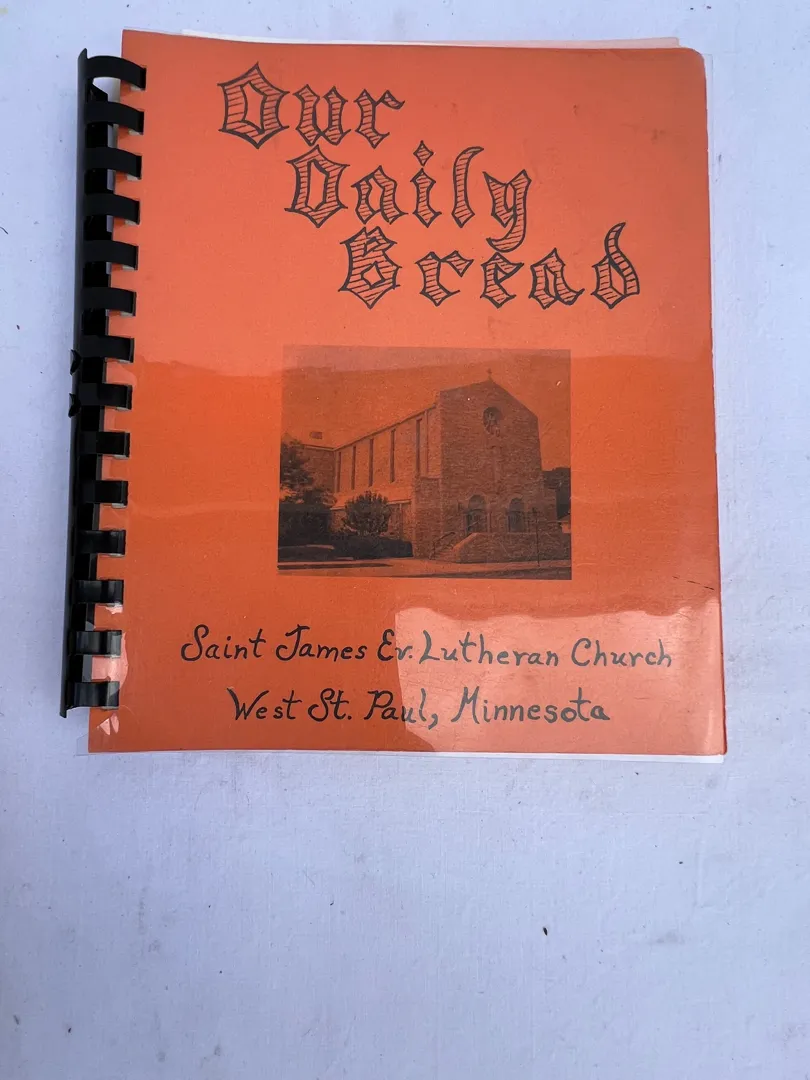 Our
Daily
Bread
Saint James Ev. Lutheran Church
West St. Paul, Minnesota